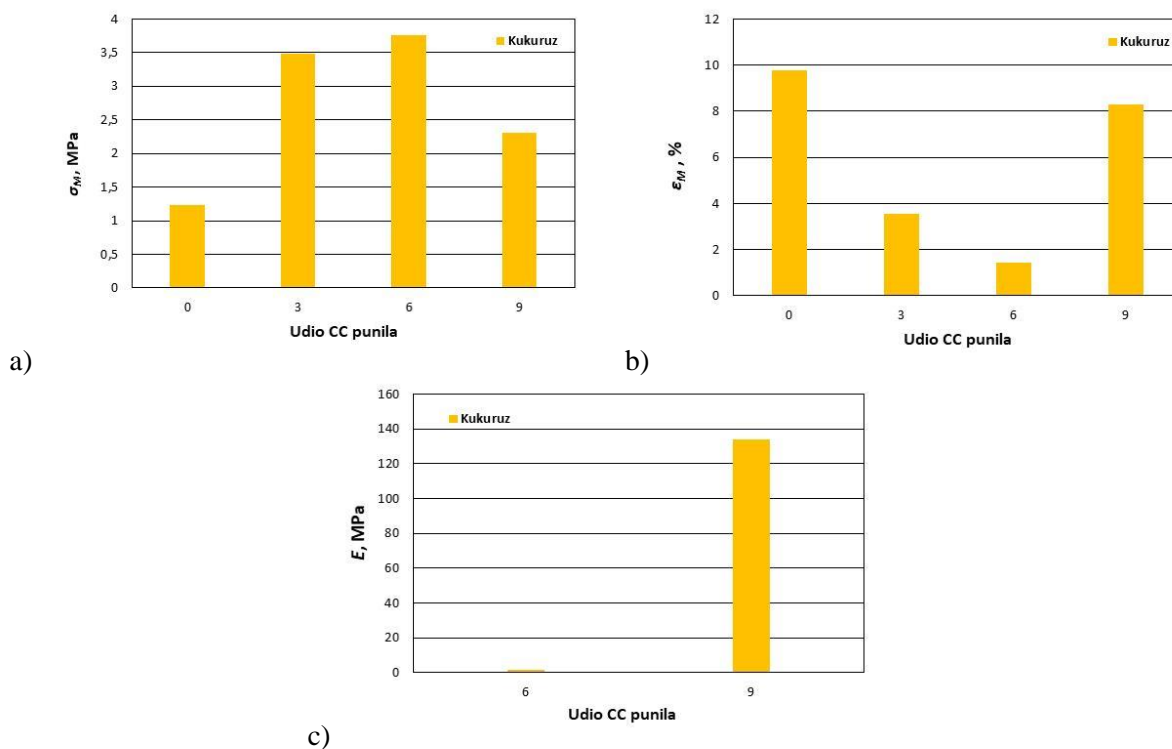 4
3,5
3
2,5
2
1,5
1
0,5
0
σM, MPa
Kukuruz
0 3 6 9
Udio CC punila
a)
12
10
8
6
4
2
0
εM, %
Kukuruz
0 3 6 9
Udio CC punila
b)
160
140
120
100
80
60
40
20
0
E, MPa
Kukuruz
6 9
Udio CC punila
c)